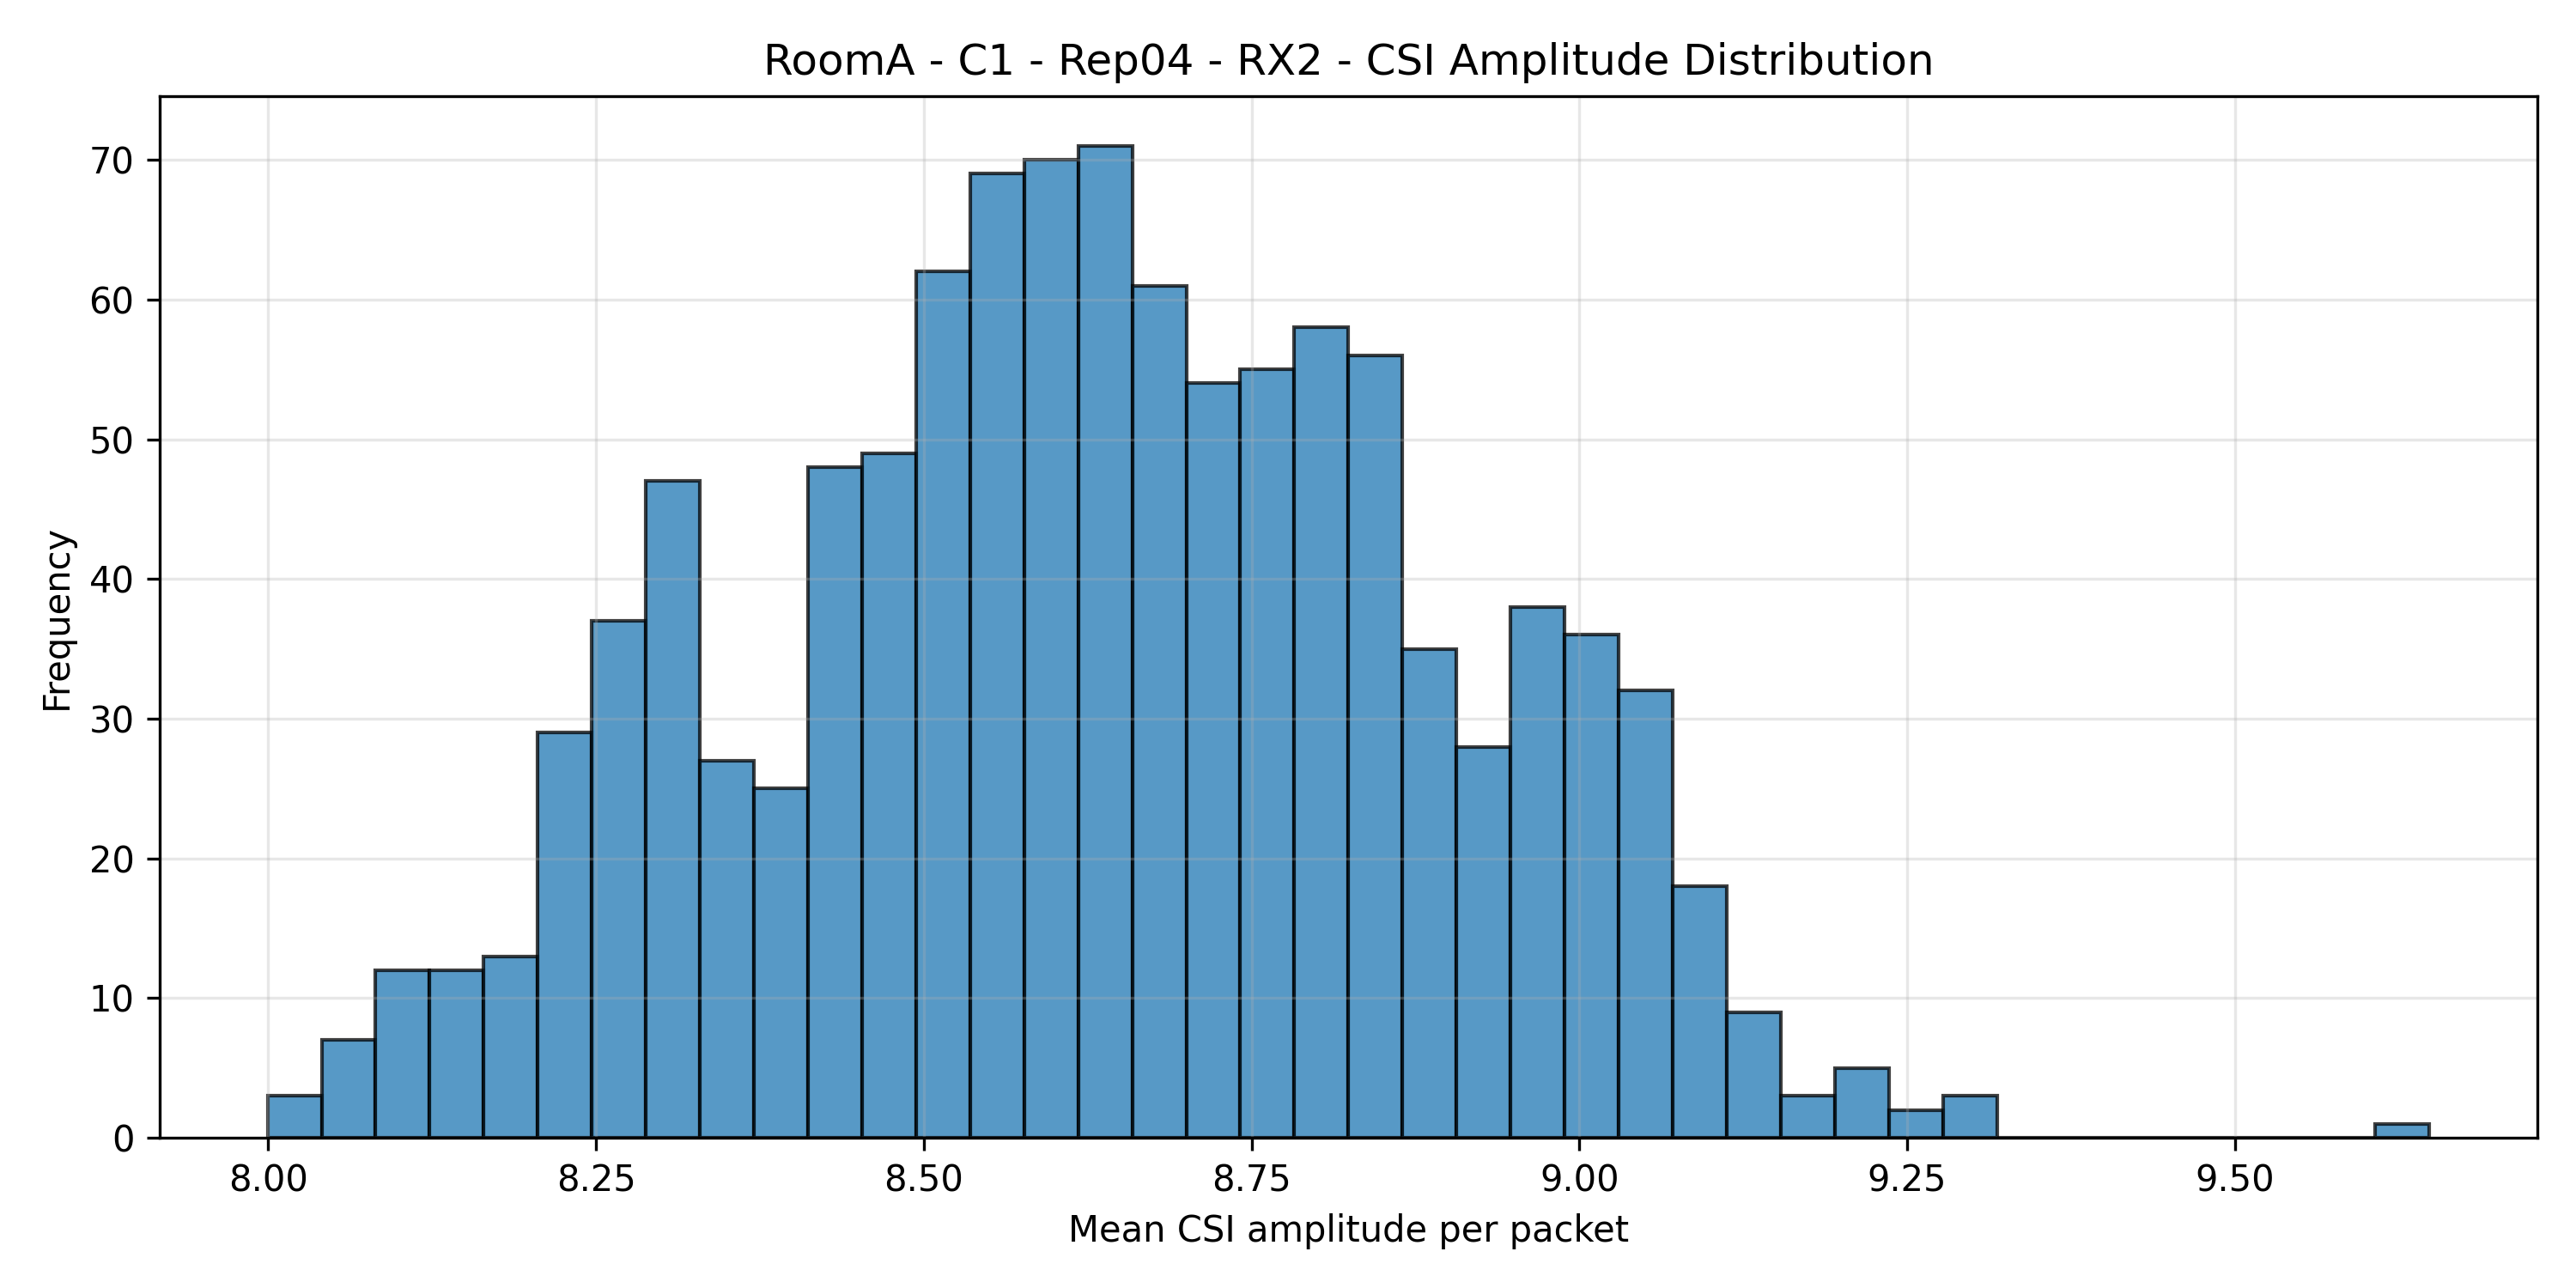 RoomA - C1 - Rep04 - RX2 - CSI Amplitude Distribution
Frequency
70
60
50
40
30
20
10
0
8.00 8.25 8.50 8.75 9.00 9.25 9.50
Mean CSI amplitude per packet